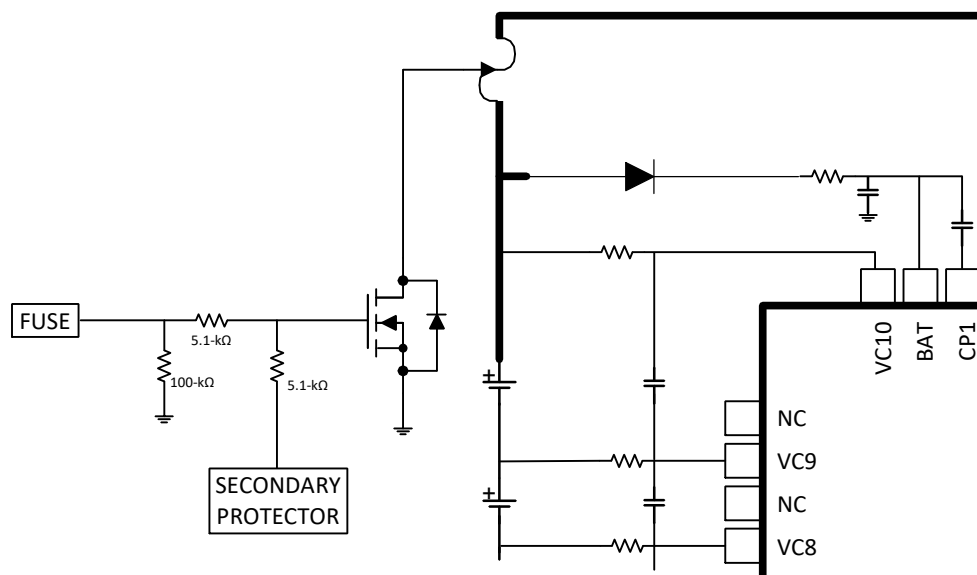 FUSE
5.1-kΩ
100-kΩ
5.1-kΩ
SECONDARY
PROTECTOR
VC10
BAT
CP1
NC
VC9
NC
VC8